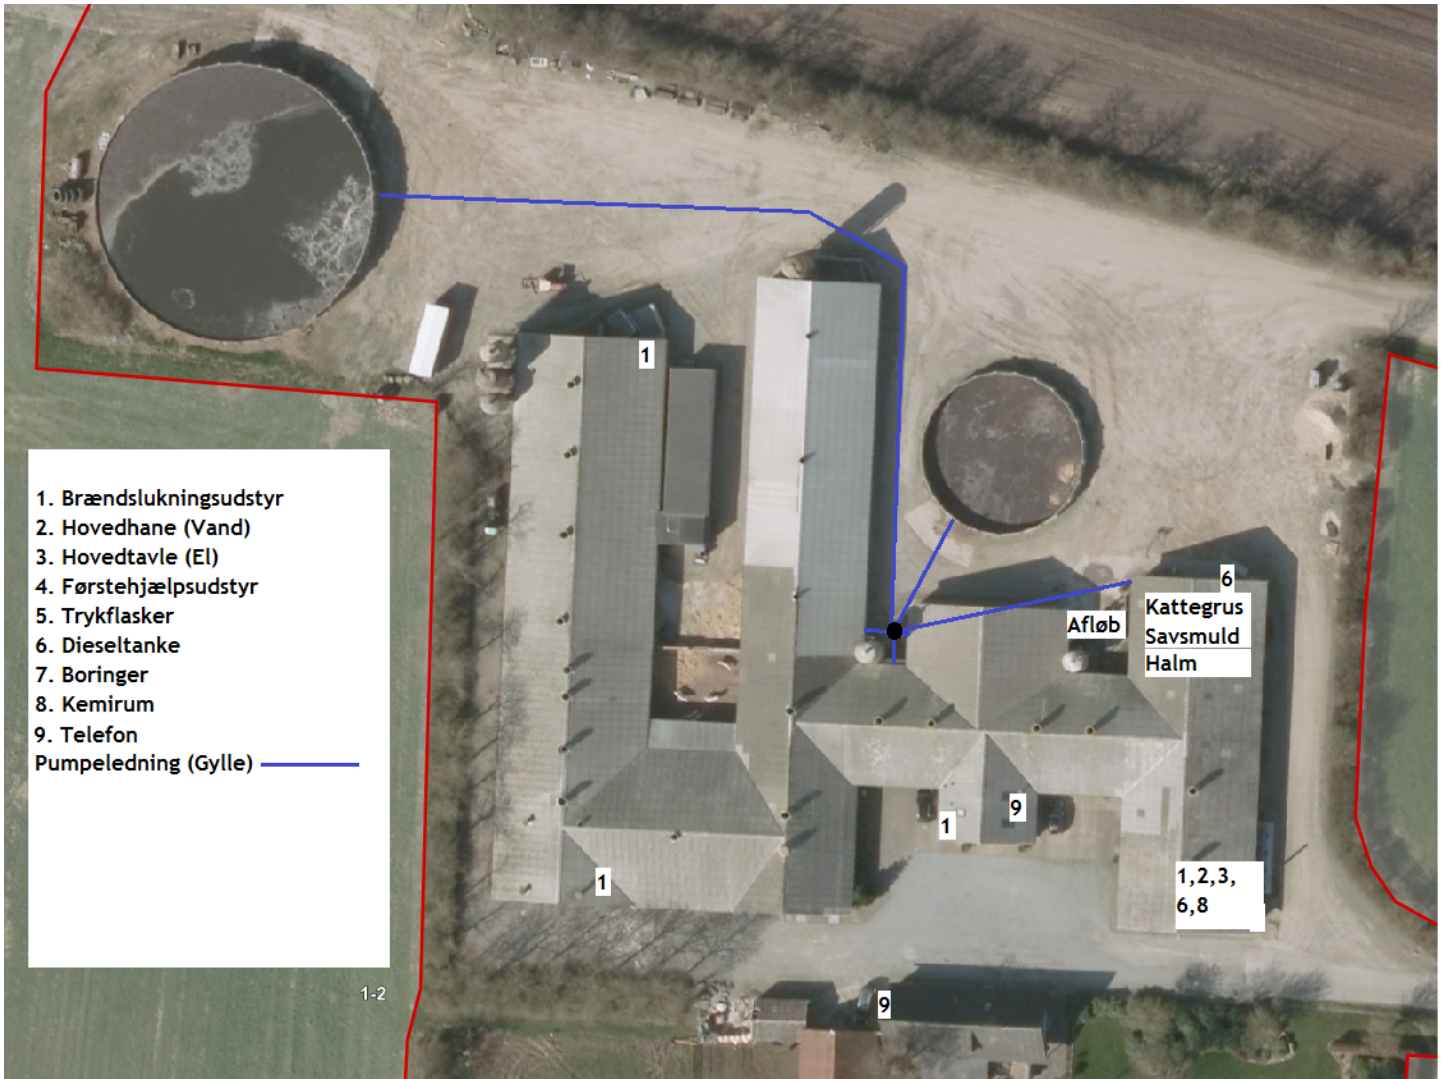 1
1. Brændslukningsudstyr
2. Hovedhane (Vand)
3. Hovedtavle (El)
4. Førstehjælpsudstyr
5. Trykflasker
6. Dieseltanke
7. Boringer
8. Kemirum
9. Telefon
Pumpeledning (Gylle)
6
Kattegrus
Savsmuld
Halm
Afløb
9
1
1
1,2,3,
6,8
1-2
9